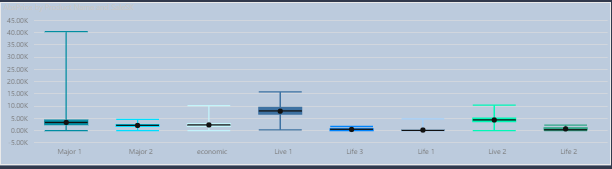 45.00K
40.00K
35.00K
30.00K
25.00K
20.00K
15.00K
10.00K
5.00K
0.00K
-5.00K
Major 1 Major 2 economic Live 1 Life 3 Life 1 Live 2 Life 2